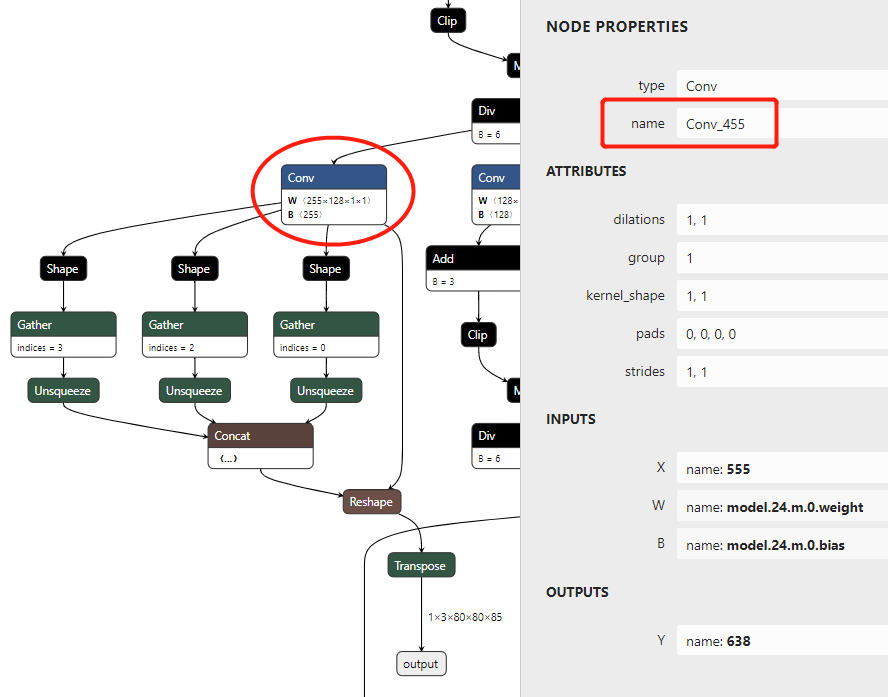 Clip
M
Div
B = 6
Conv
W ⟨255×128×1×1⟩
B ⟨255⟩
Conv
W ⟨128×
B ⟨128⟩
Shape
Shape
Shape
Add
B = 3
Gather
indices = 3
Gather
indices = 2
Gather
indices = 0
Clip
Unsqueeze
Unsqueeze
Unsqueeze
M
Concat
{...}
Div
B = 6
Reshape
Transpose
1×3×80×80×85
output
NODE PROPERTIES
type Conv
name Conv_455
ATTRIBUTES
dilations 1, 1
group 1
kernel_shape 1, 1
pads 0, 0, 0, 0
strides 1, 1
INPUTS
X name: 555
W name: model.24.m.0.weight
B name: model.24.m.0.bias
OUTPUTS
Y name: 638